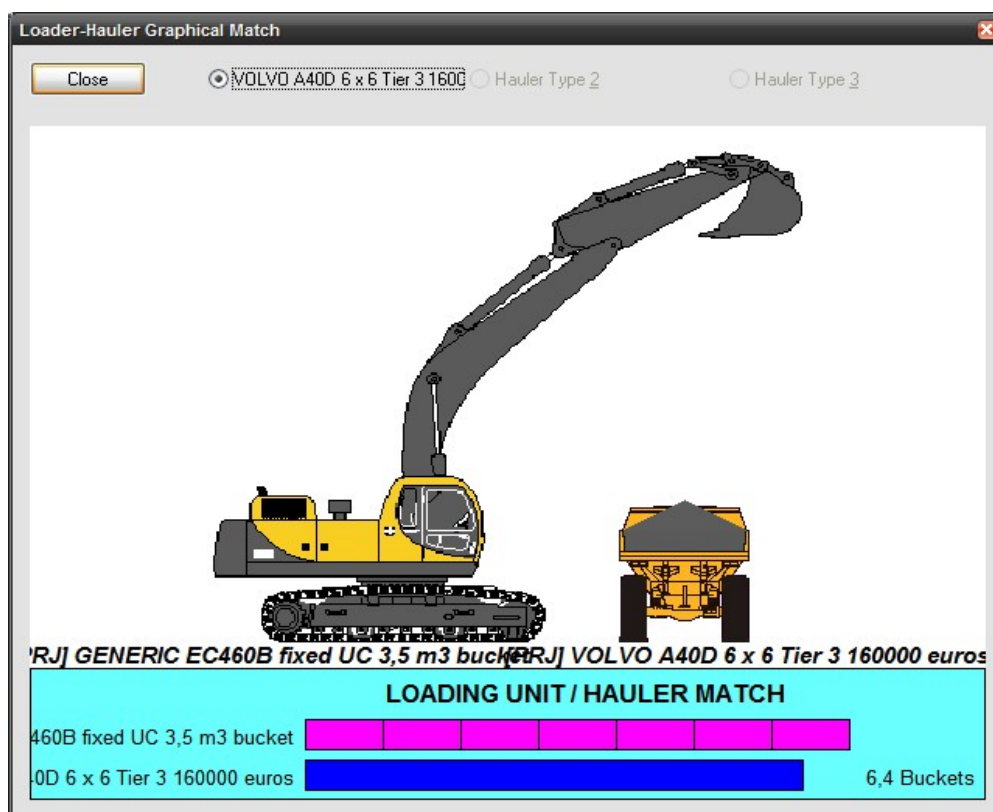 Loader-Hauler Graphical Match
Close VOLVO A40D 6 x 6 Tier 3 1600 Hauler Type 2 Hauler Type 3
PRJ] GENERIC EC460B fixed UC 3,5 m3 bucket [PRJ] VOLVO A40D 6 x 6 Tier 3 160000 euros
LOADING UNIT / HAULER MATCH
460B fixed UC 3,5 m3 bucket
0D 6 x 6 Tier 3 160000 euros 6,4 Buckets